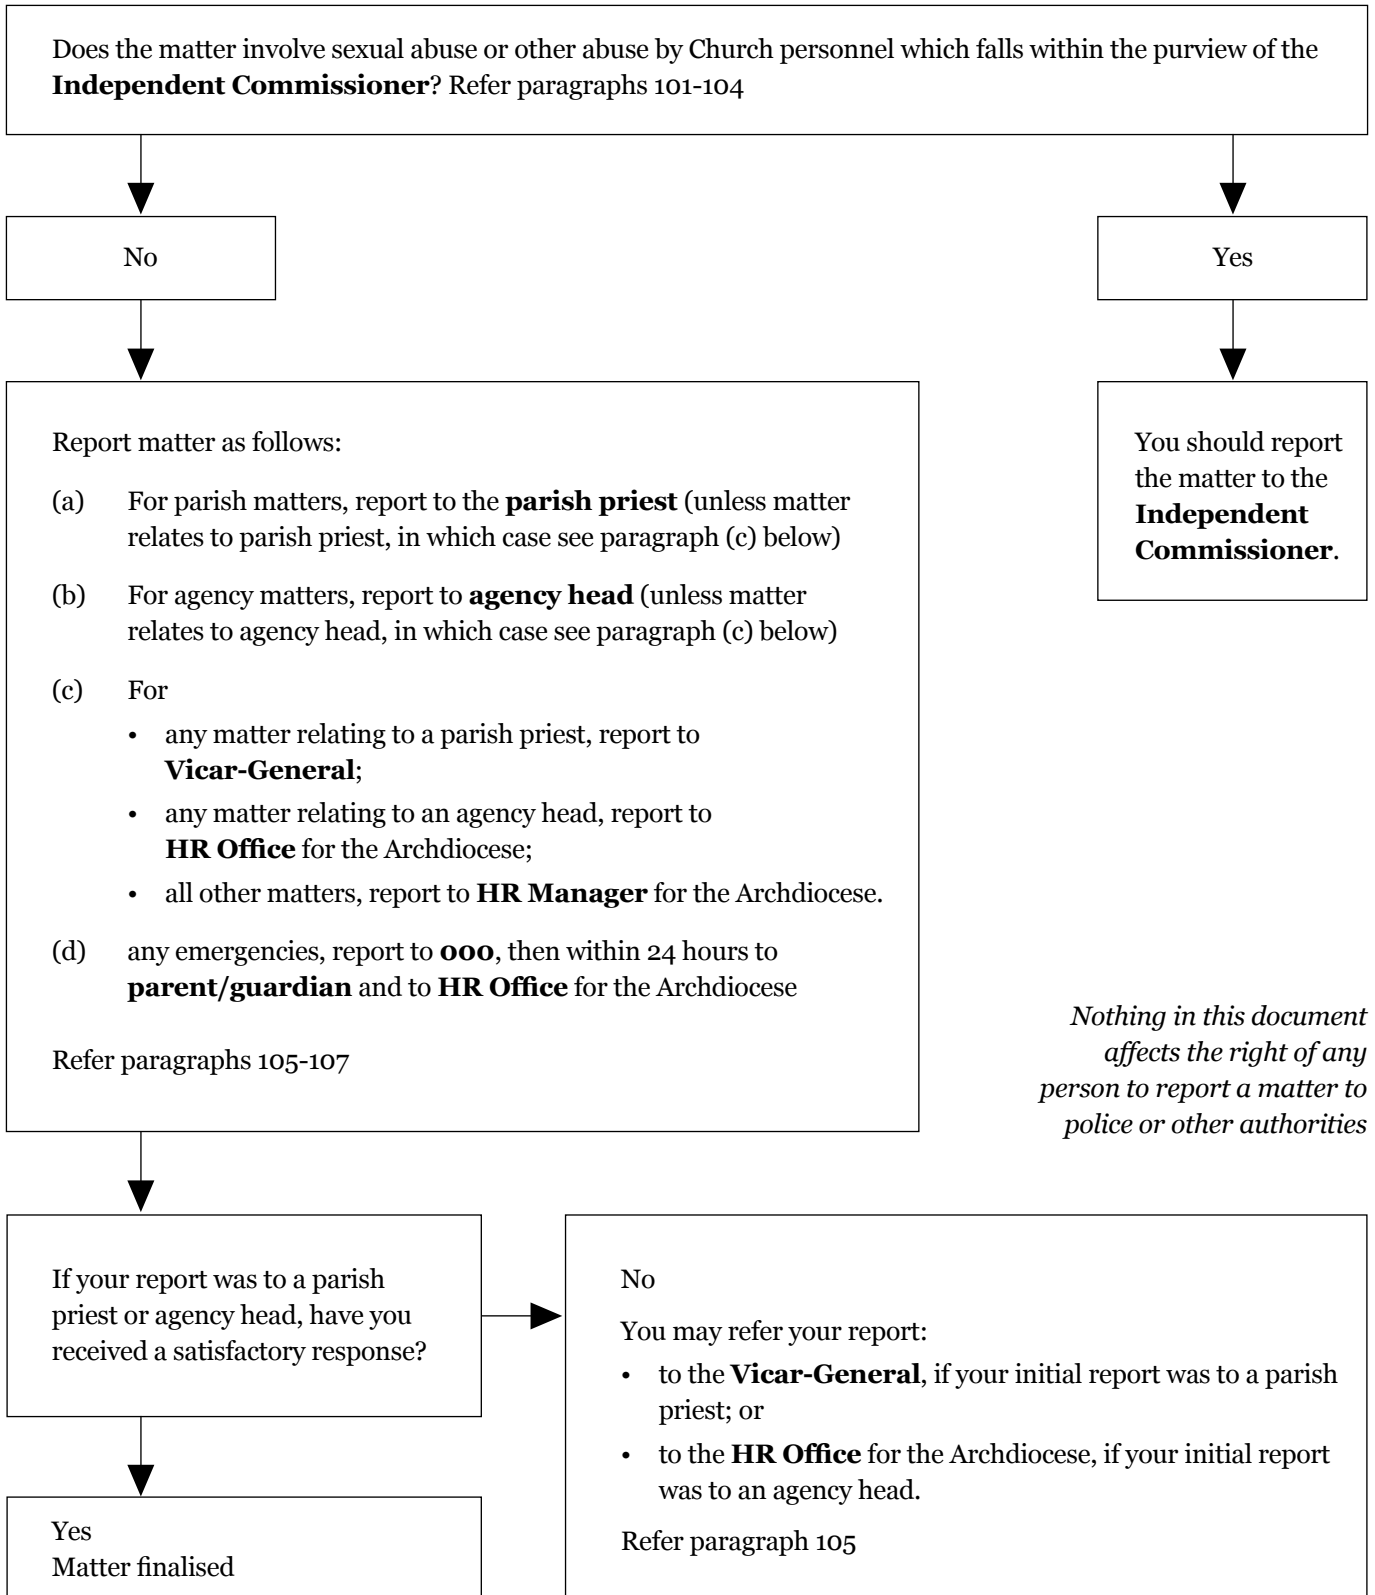 Does the matter involve sexual abuse or other abuse by Church personnel which falls within the purview of the
Independent Commissioner? Refer paragraphs 101-104
No
Yes
Report matter as follows:
(a) For parish matters, report to the parish priest (unless matter
relates to parish priest, in which case see paragraph (c) below)
(b) For agency matters, report to agency head (unless matter
relates to agency head, in which case see paragraph (c) below)
(c) For
• any matter relating to a parish priest, report to
Vicar-General;
• any matter relating to an agency head, report to
HR Office for the Archdiocese;
• all other matters, report to HR Manager for the Archdiocese.
(d) any emergencies, report to 000, then within 24 hours to
parent/guardian and to HR Office for the Archdiocese
Refer paragraphs 105-107
You should report
the matter to the
Independent
Commissioner.
Nothing in this document
affects the right of any
person to report a matter to
police or other authorities
If your report was to a parish
priest or agency head, have you
received a satisfactory response?
No
You may refer your report:
• to the Vicar-General, if your initial report was to a parish
priest; or
• to the HR Office for the Archdiocese, if your initial report
was to an agency head.
Refer paragraph 105
Yes
Matter finalised